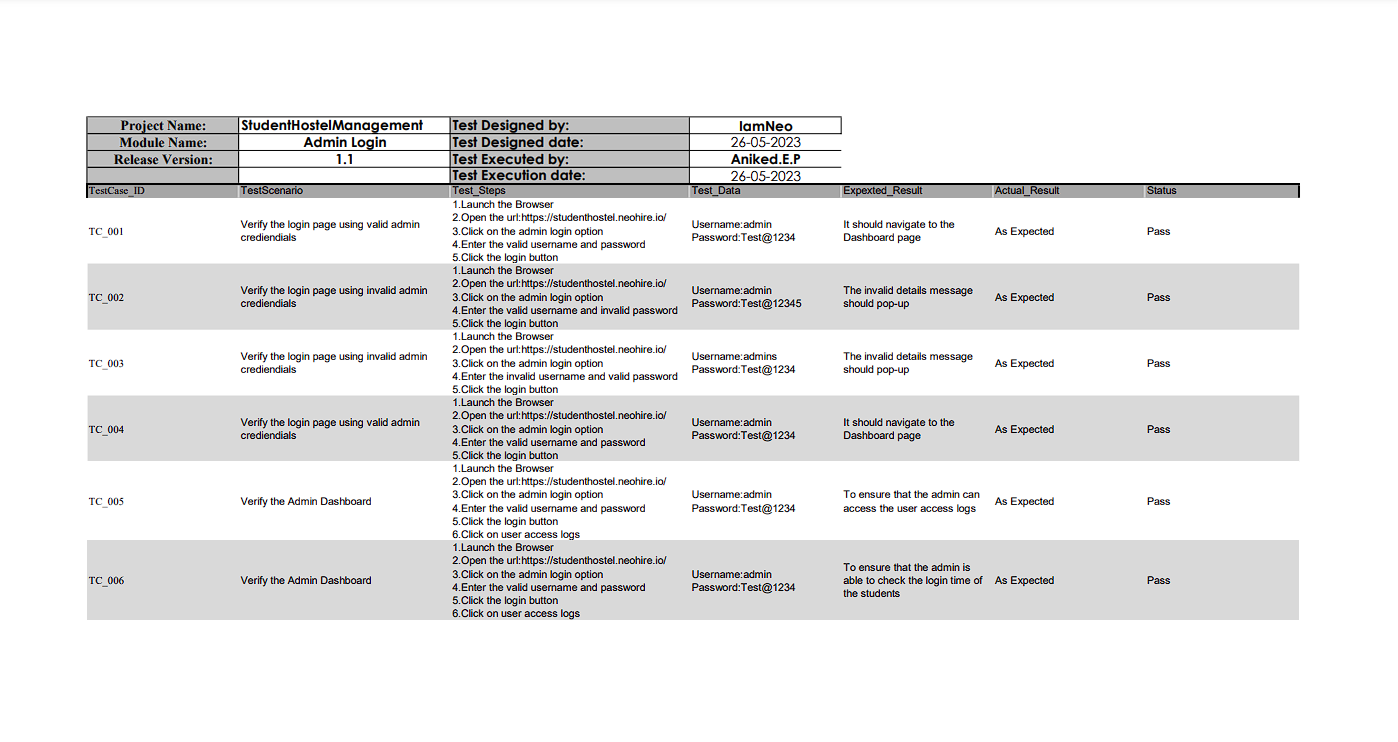 Project Name: StudentHostelManagement Test Designed by: IamNeo
Module Name: Admin Login Test Designed date: 26-05-2023
Release Version: 1.1 Test Executed by: Aniked.E.P
Test Execution date: 26-05-2023
TestCase_ID TestScenario Test_Steps Test_Data Expexted_Result Actual_Result Status
TC_001
Verify the login page using valid admin
crediendials
1.Launch the Browser
2.Open the url:https://studenthostel.neohire.io/
3.Click on the admin login option
4.Enter the valid username and password
5.Click the login button
Username:admin
Password:Test@1234
It should navigate to the
Dashboard page
As Expected
Pass
TC_002
Verify the login page using invalid admin
crediendials
1.Launch the Browser
2.Open the url:https://studenthostel.neohire.io/
3.Click on the admin login option
4.Enter the valid username and invalid password
5.Click the login button
Username:admin
Password:Test@12345
The invalid details message
should pop-up
As Expected
Pass
TC_003
Verify the login page using invalid admin
crediendials
1.Launch the Browser
2.Open the url:https://studenthostel.neohire.io/
3.Click on the admin login option
4.Enter the invalid username and valid password
5.Click the login button
Username:admins
Password:Test@1234
The invalid details message
should pop-up
As Expected
Pass
TC_004
Verify the login page using valid admin
crediendials
1.Launch the Browser
2.Open the url:https://studenthostel.neohire.io/
3.Click on the admin login option
4.Enter the valid username and password
5.Click the login button
Username:admin
Password:Test@1234
It should navigate to the
Dashboard page
As Expected
Pass
TC_005
Verify the Admin Dashboard
1.Launch the Browser
2.Open the url:https://studenthostel.neohire.io/
3.Click on the admin login option
4.Enter the valid username and password
5.Click the login button
6.Click on user access logs
Username:admin
Password:Test@1234
To ensure that the admin can
access the user access logs
As Expected
Pass
TC_006
Verify the Admin Dashboard
1.Launch the Browser
2.Open the url:https://studenthostel.neohire.io/
3.Click on the admin login option
4.Enter the valid username and password
5.Click the login button
6.Click on user access logs
Username:admin
Password:Test@1234
To ensure that the admin is
able to check the login time of
the students
As Expected
Pass